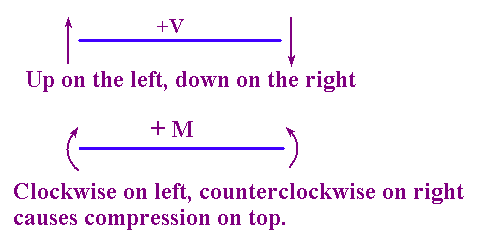 +V
Up on the left, down on the right
+ M
Clockwise on left, counterclockwise on right
causes compression on top.